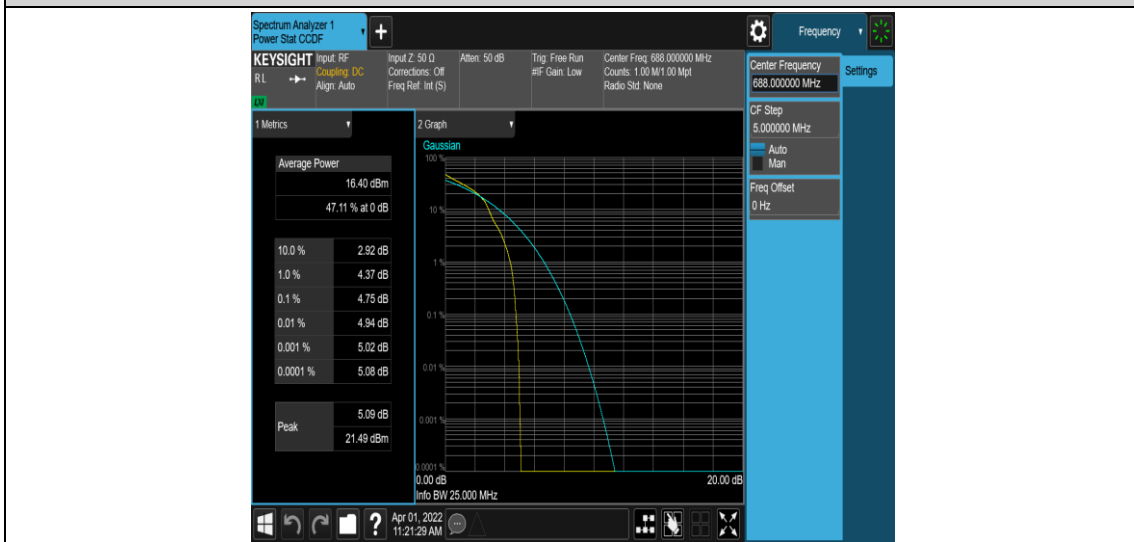 Spectrum Analyzer 1
Power Stat CCDF
Frequency
KEYSIGHT
RL
LXI
Input: RF
Coupling: DC
Align: Auto
Input Z: 50 Ω
Corrections: Off
Freq Ref: Int (S)
Atten: 50 dB
Trig: Free Run
#IF Gain: Low
Center Freq: 688.000000 MHz
Counts: 1.00 M/1.00 Mpt
Radio Std: None
Center Frequency
688.000000 MHz
Settings
CF Step
5.000000 MHz
Auto
Man
Freq Offset
0 Hz
1 Metrics
Average Power
16.40 dBm
47.11 % at 0 dB
10.0 % 2.92 dB
1.0 % 4.37 dB
0.1 % 4.75 dB
0.01 % 4.94 dB
0.001 % 5.02 dB
0.0001 % 5.08 dB
Peak
5.09 dB
21.49 dBm
2 Graph
Gaussian
100 %
10 %
1 %
0.1 %
0.01 %
0.001 %
0.0001 %
0.00 dB 20.00 dB
Info BW 25.000 MHz
?
Apr 01, 2022
11:21:29 AM